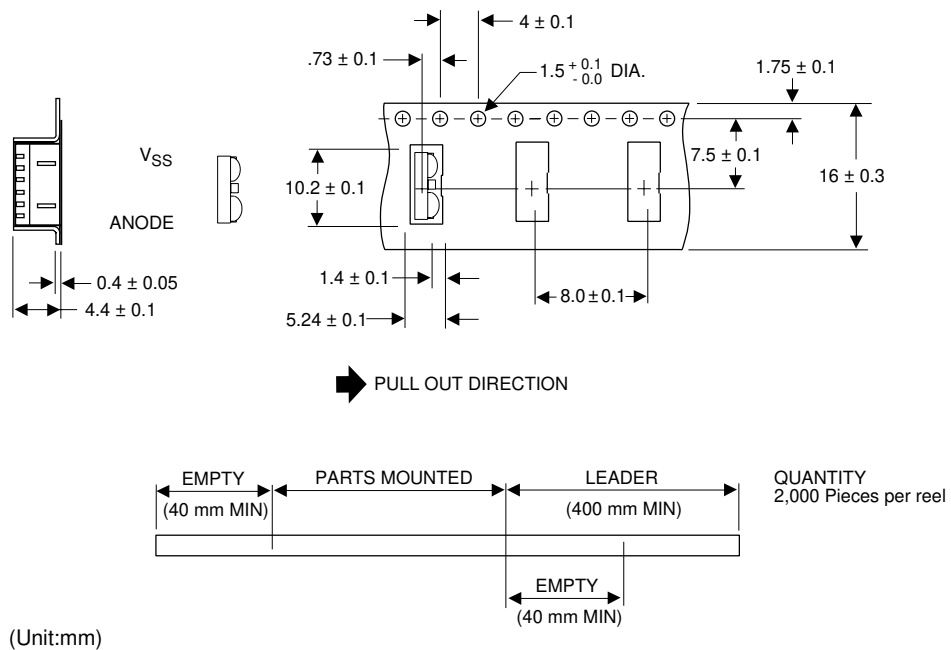 4 ± 0.1
.73 ± 0.1
1.5 + 0.1 - 0.0 DIA.
1.75 ± 0.1
VSS
7.5 ± 0.1
10.2 ± 0.1
16 ± 0.3
ANODE
0.4 ± 0.05
1.4 ± 0.1
8.0±0.1
4.4 ± 0.1
5.24 ± 0.1
PULL OUT DIRECTION
EMPTY
(40 mm MIN)
PARTS MOUNTED
LEADER
(400 mm MIN)
QUANTITY
2,000 Pieces per reel
EMPTY
(40 mm MIN)
(Unit:mm)